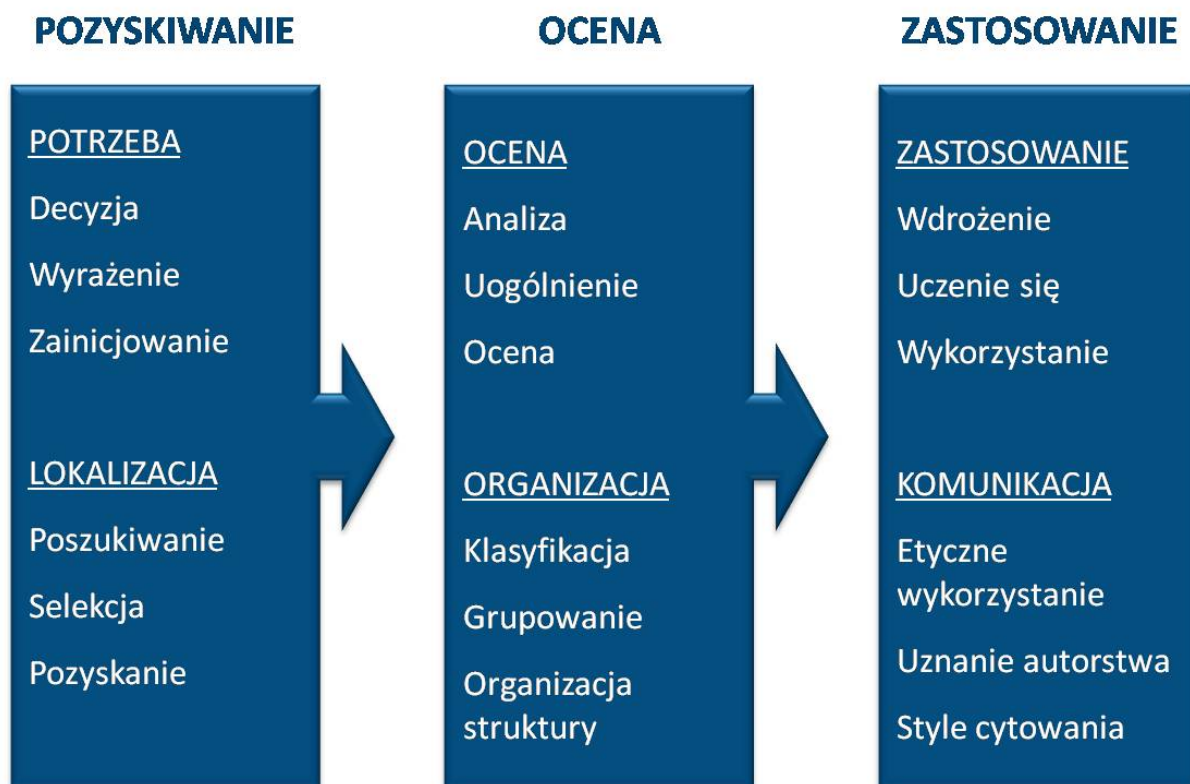 POZYSKIWANIE
POTRZEBA
Decyzja
Wyrażenie
Zainicjowanie
LOKALIZACJA
Poszukiwanie
Selekcja
Pozyskanie
OCENA
OCENA
Analiza
Uogólnienie
Ocena
ORGANIZACJA
Klasyfikacja
Grupowanie
Organizacja
struktury
ZASTOSOWANIE
ZASTOSOWANIE
Wdrożenie
Uczenie się
Wykorzystanie
KOMUNIKACJA
Etyczne
wykorzystanie
Uznanie autorstwa
Style cytowania